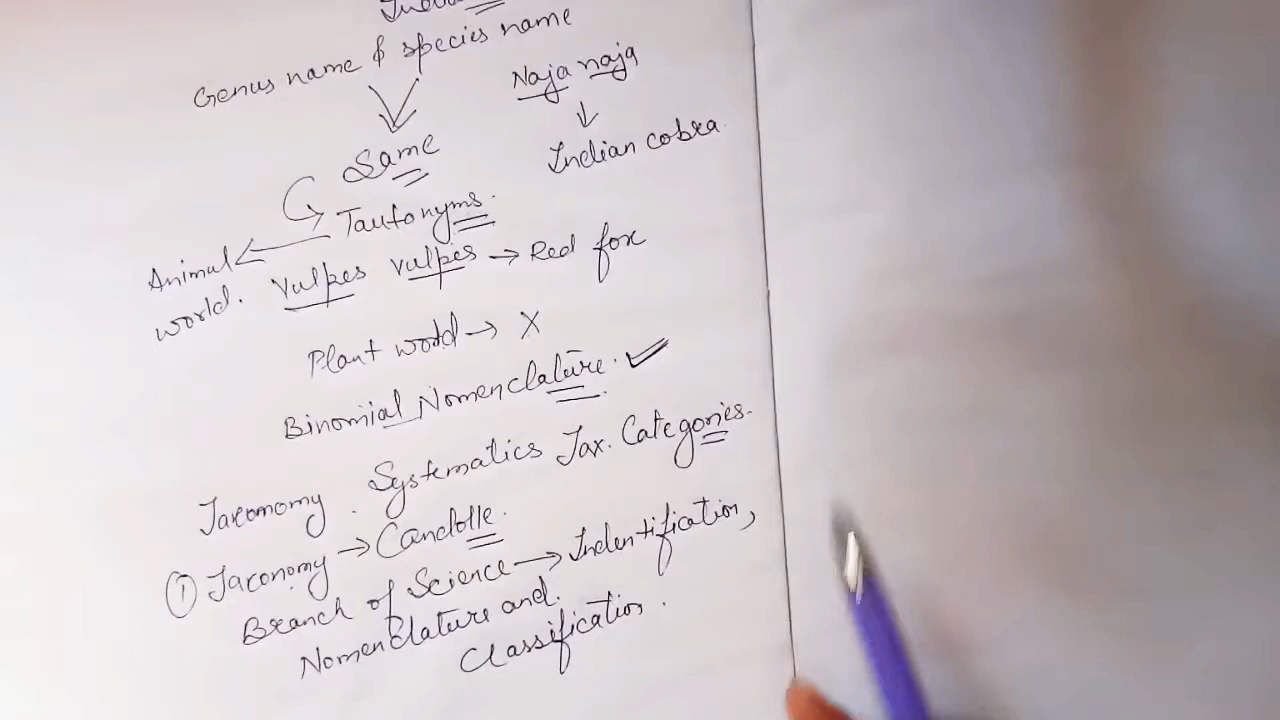 Genus name & species name
Naja naja
↓
Indian cobra.
Same
Tautonyms.
Animal world.
Vulpes vulpes → Red fox
Plant world → X
Binomial Nomenclature. ✓
Taxonomy. Systematics Tax. Categories.
① Taxonomy → Candolle.
Branch of Science → Indentification,
Nomenclature and.
Classification.